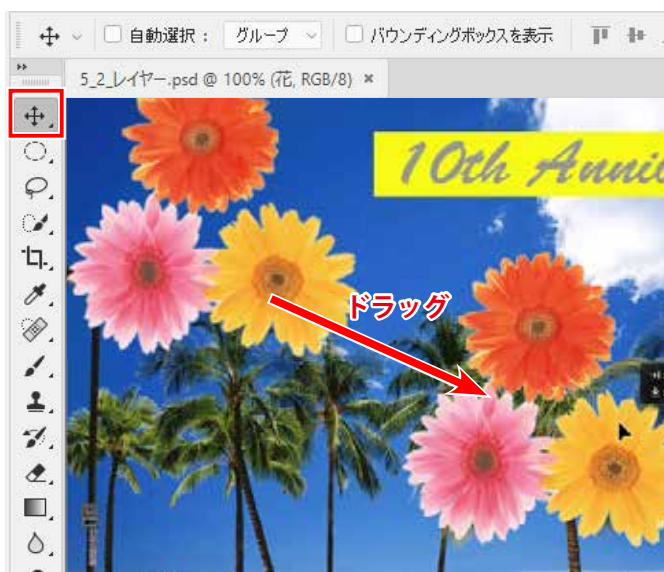 自動選択： グループ バウンディングボックスを表示
5_2_レイヤー.psd @ 100% (花, RGB/8) ×
10th
ドラッグ